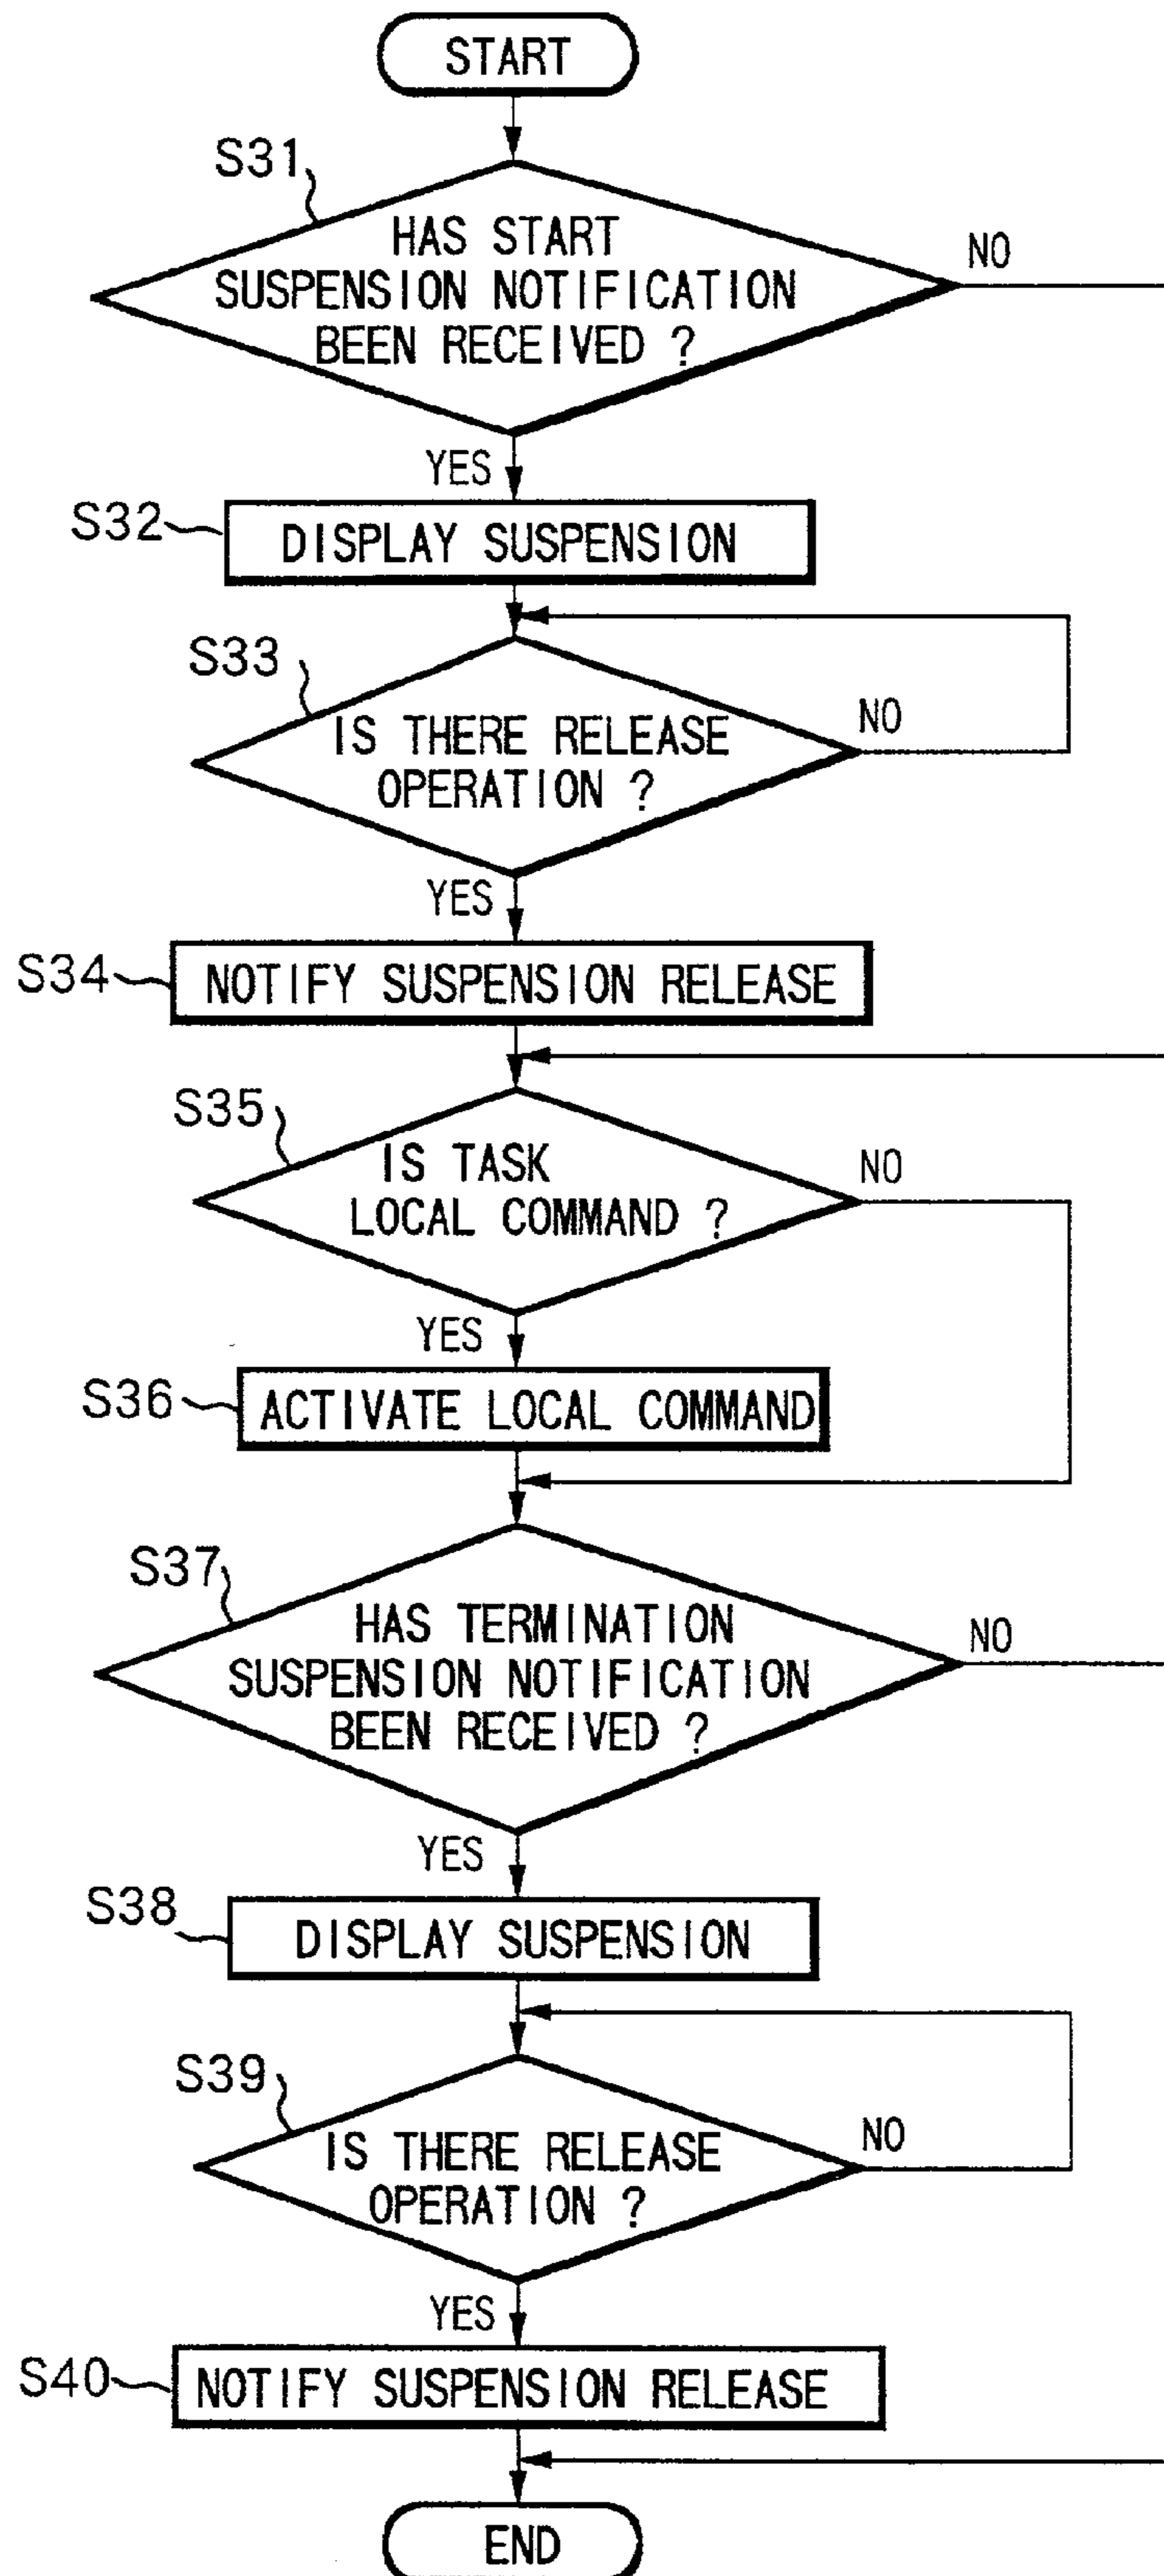 START
S31
HAS START
SUSPENSION NOTIFICATION
BEEN RECEIVED ?
NO
YES
S32
DISPLAY SUSPENSION
S33
IS THERE RELEASE
OPERATION ?
NO
YES
S34
NOTIFY SUSPENSION RELEASE
S35
IS TASK
LOCAL COMMAND ?
NO
YES
S36
ACTIVATE LOCAL COMMAND
S37
HAS TERMINATION
SUSPENSION NOTIFICATION
BEEN RECEIVED ?
NO
YES
S38
DISPLAY SUSPENSION
S39
IS THERE RELEASE
OPERATION ?
NO
YES
S40
NOTIFY SUSPENSION RELEASE
END